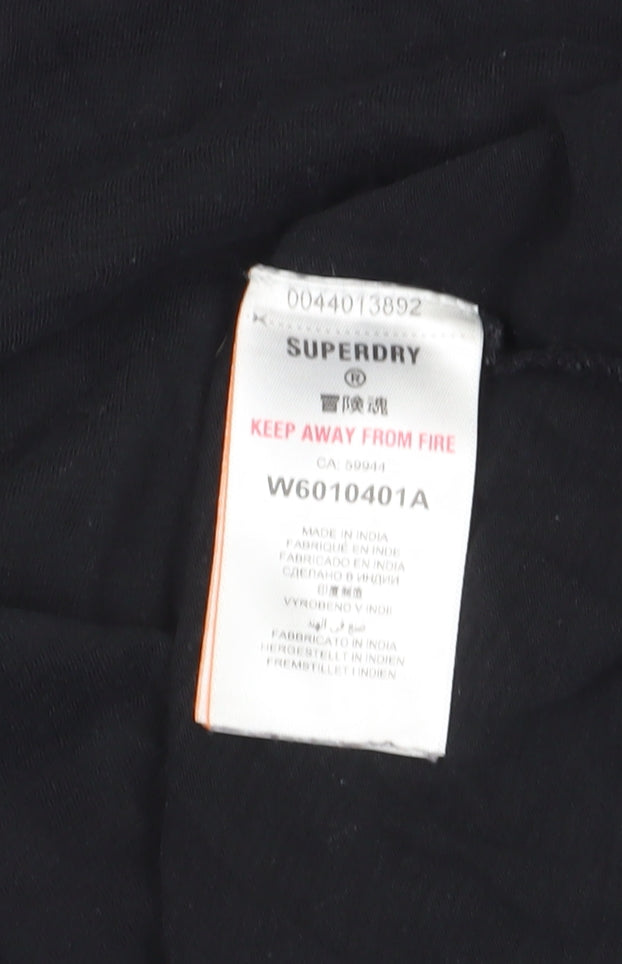 0044013892
SUPERDRY
®
冒険魂
KEEP AWAY FROM FIRE
CA: 59944
W6010401A
MADE IN INDIA
FABRIQUÉ EN INDE
FABRICADO EN INDIA
СДЕЛАНО В ИНДИИ
印度制造
VYROBENO V INDII
صنع في الهند
FABBRICATO IN INDIA
HERGESTELLT IN INDIEN
FREMSTILLET I INDIEN